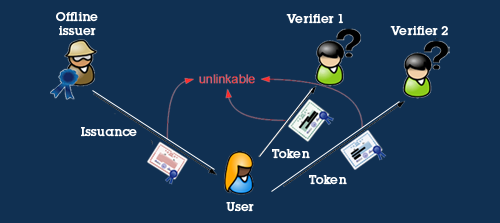 Offline
issuer
Verifier 1
Verifier 2
unlinkable
Issuance
Token
Token
User